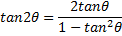 tan2θ = 2tanθ / (1 − tan²θ)